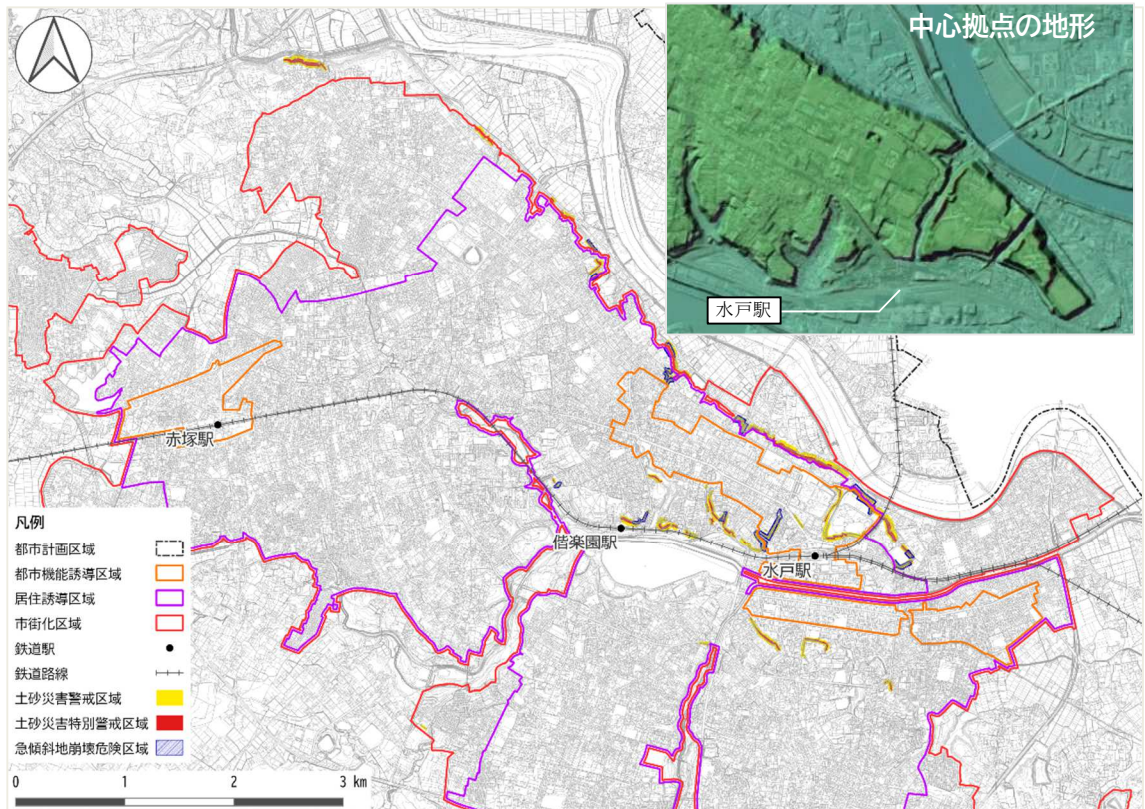 中心拠点の地形
水戸駅
赤塚駅
偕楽園駅
水戸駅
凡例
都市計画区域
都市機能誘導区域
居住誘導区域
市街化区域
鉄道駅
鉄道路線
土砂災害警戒区域
土砂災害特別警戒区域
急傾斜地崩壊危険区域
0 1 2 3 km